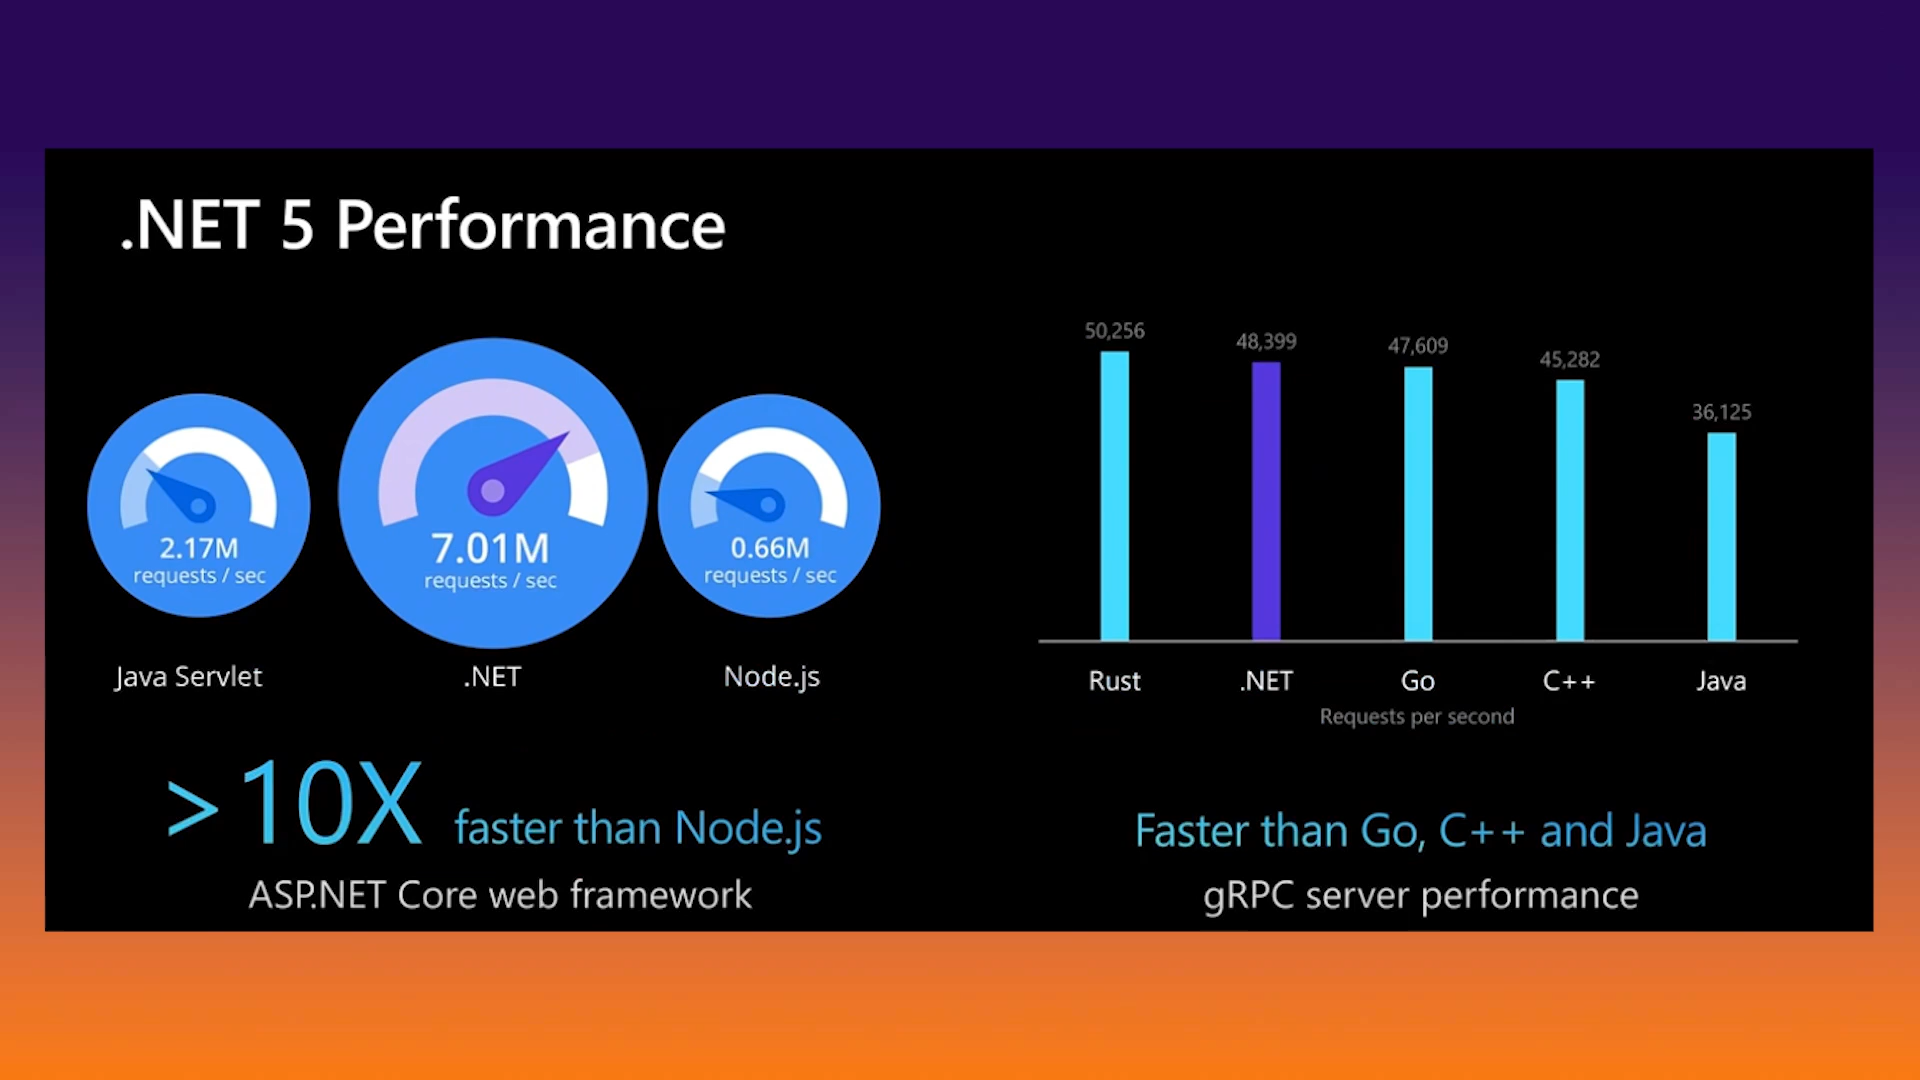 .NET 5 Performance
2.17M
requests / sec
Java Servlet
7.01M
requests / sec
.NET
0.66M
requests / sec
Node.js
>10X faster than Node.js
ASP.NET Core web framework
50,256
48,399
47,609
45,282
36,125
Rust
.NET
Go
C++
Java
Requests per second
Faster than Go, C++ and Java
gRPC server performance